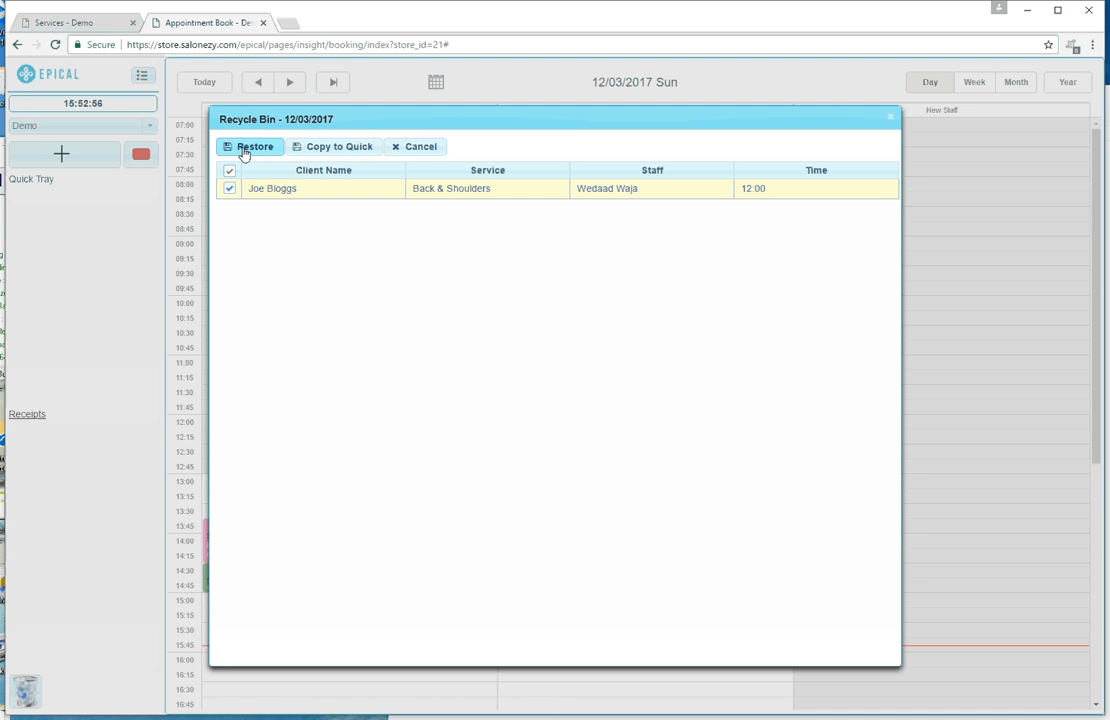 Services - Demo
Appointment Book - De
Secure
https://store.salonezy.com/epical/pages/insight/booking/index?store_id=21#
EPICAL
15:52:56
Demo
Quick Tray
Receipts
Today
12/03/2017 Sun
Day
Week
Month
Year
New Staff
Recycle Bin - 12/03/2017
Restore
Copy to Quick
Cancel
Client Name
Service
Staff
Time
Joe Bloggs
Back & Shoulders
Wedaad Waja
12:00
07:00
07:15
07:30
07:45
08:00
08:15
08:30
08:45
09:00
09:15
09:30
09:45
10:00
10:15
10:30
10:45
11:00
11:15
11:30
11:45
12:00
12:15
12:30
12:45
13:00
13:15
13:30
13:45
14:00
14:15
14:30
14:45
15:00
15:15
15:30
15:45
16:00
16:15
16:30
16:45